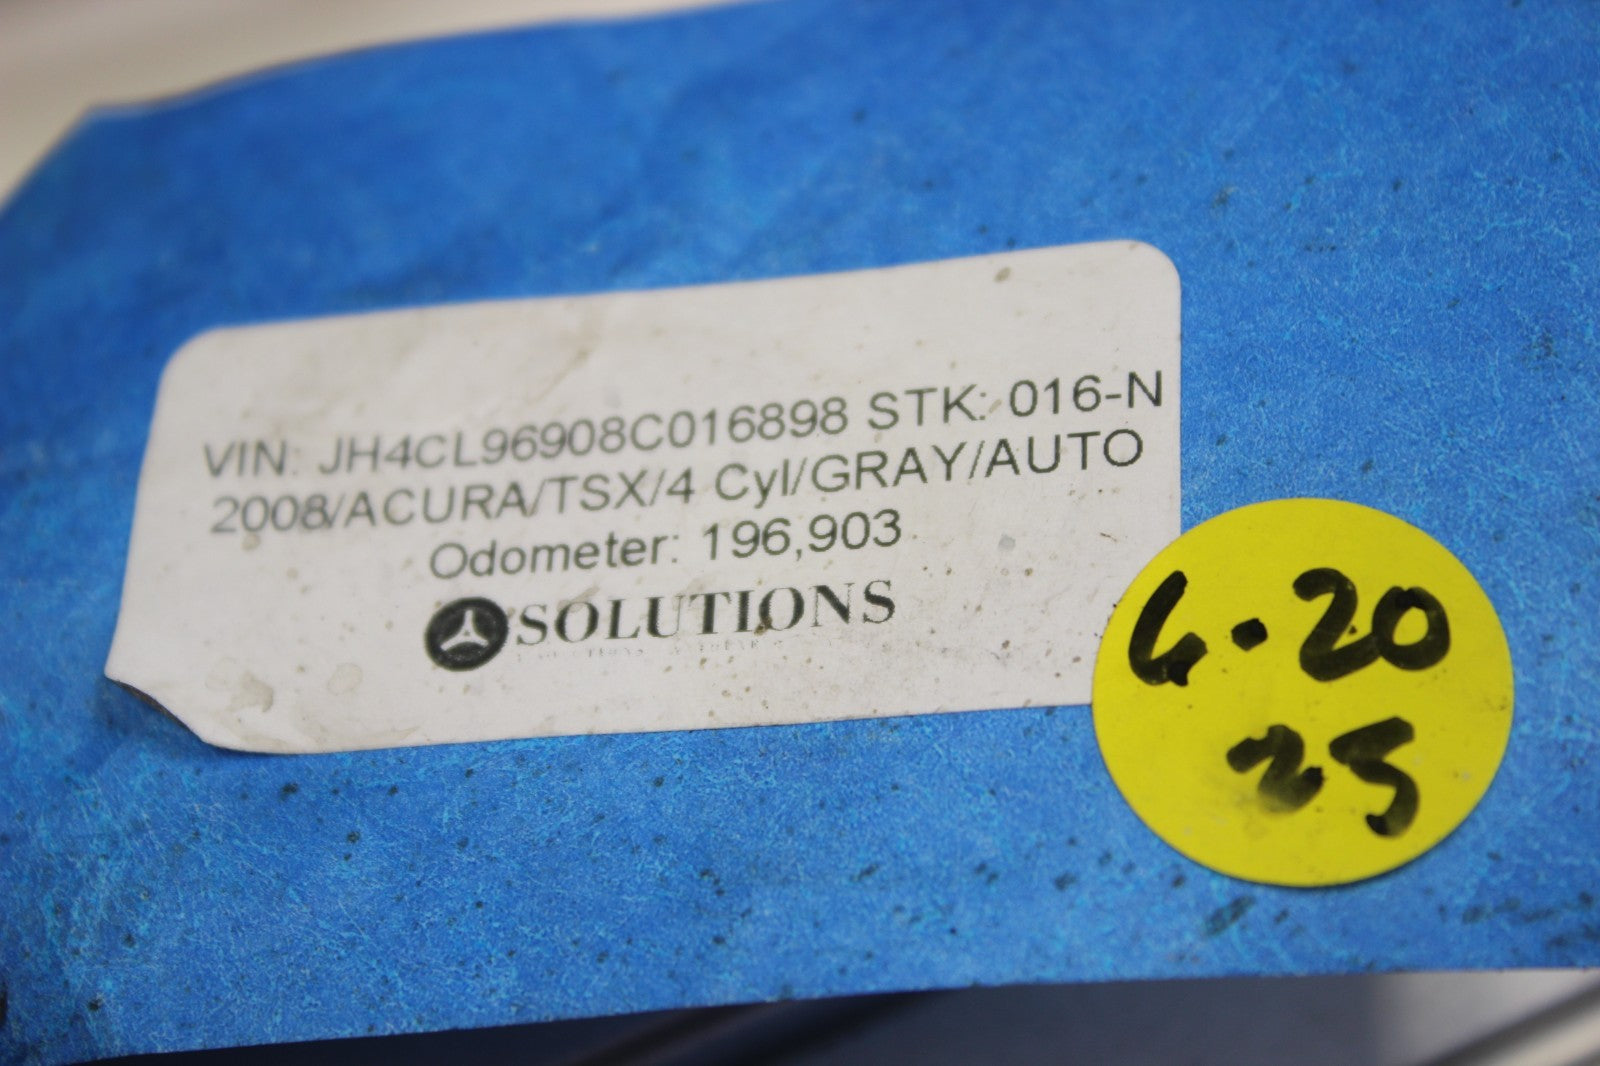 VIN: JH4CL96908C016898 STK: 016-N
2008/ACURA/TSX/4 Cyl/GRAY/AUTO
Odometer: 196,903
SOLUTIONS
6.20
25